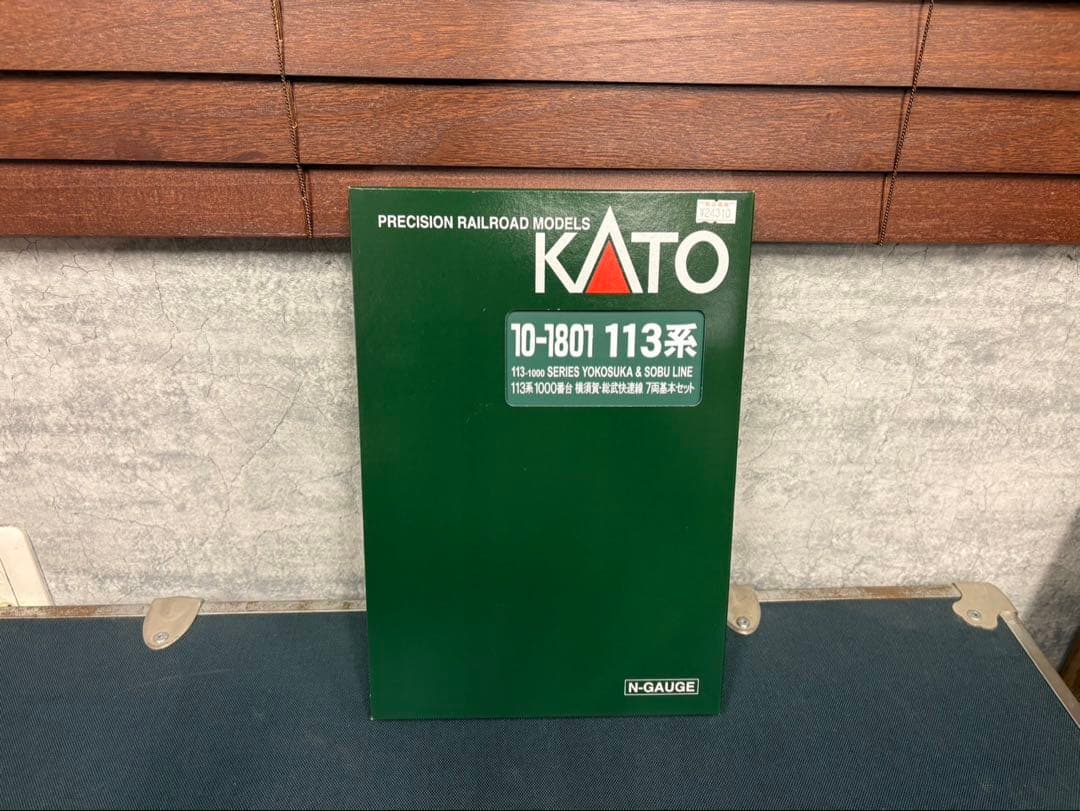 PRECISION RAILROAD MODELS
KATO
¥24310
10-1801 113系
113-1000 SERIES YOKOSUKA & SOBU LINE
113系1000番台 横須賀・総武快速線 7両基本セット
N-GAUGE